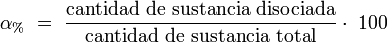 α% = cantidad de sustancia disociada / cantidad de sustancia total · 100